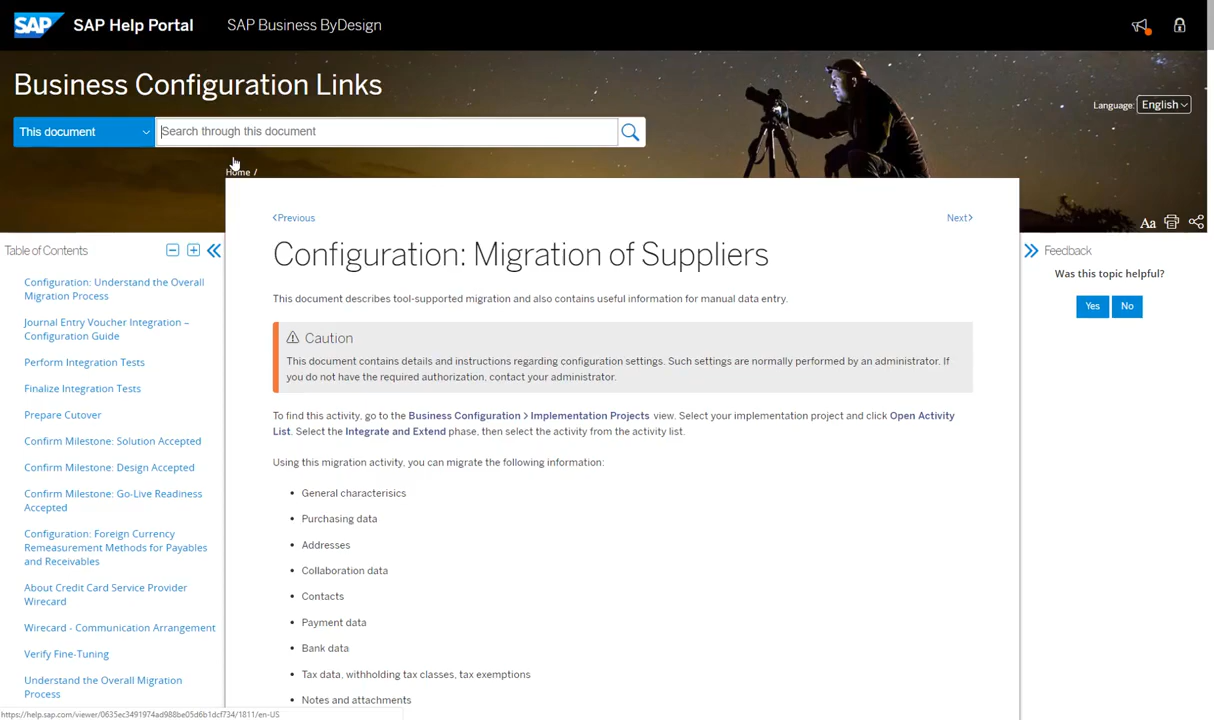 SAP SAP Help Portal SAP Business ByDesign
Business Configuration Links
Language: English
This document Search through this document
Home /
Aa
‹Previous Next›
Configuration: Migration of Suppliers
This document describes tool-supported migration and also contains useful information for manual data entry.
Caution
This document contains details and instructions regarding configuration settings. Such settings are normally performed by an administrator. If
you do not have the required authorization, contact your administrator.
To find this activity, go to the Business Configuration › Implementation Projects view. Select your implementation project and click Open Activity
List. Select the Integrate and Extend phase, then select the activity from the activity list.
Using this migration activity, you can migrate the following information:
• General characterisics
• Purchasing data
• Addresses
• Collaboration data
• Contacts
• Payment data
• Bank data
• Tax data, withholding tax classes, tax exemptions
• Notes and attachments
Table of Contents
Configuration: Understand the Overall
Migration Process
Journal Entry Voucher Integration –
Configuration Guide
Perform Integration Tests
Finalize Integration Tests
Prepare Cutover
Confirm Milestone: Solution Accepted
Confirm Milestone: Design Accepted
Confirm Milestone: Go-Live Readiness
Accepted
Configuration: Foreign Currency
Remeasurement Methods for Payables
and Receivables
About Credit Card Service Provider
Wirecard
Wirecard - Communication Arrangement
Verify Fine-Tuning
Understand the Overall Migration
Process
Feedback
Was this topic helpful?
Yes No
https://help.sap.com/viewer/0635ec3491974ad988be05d6b1dcf734/1811/en-US